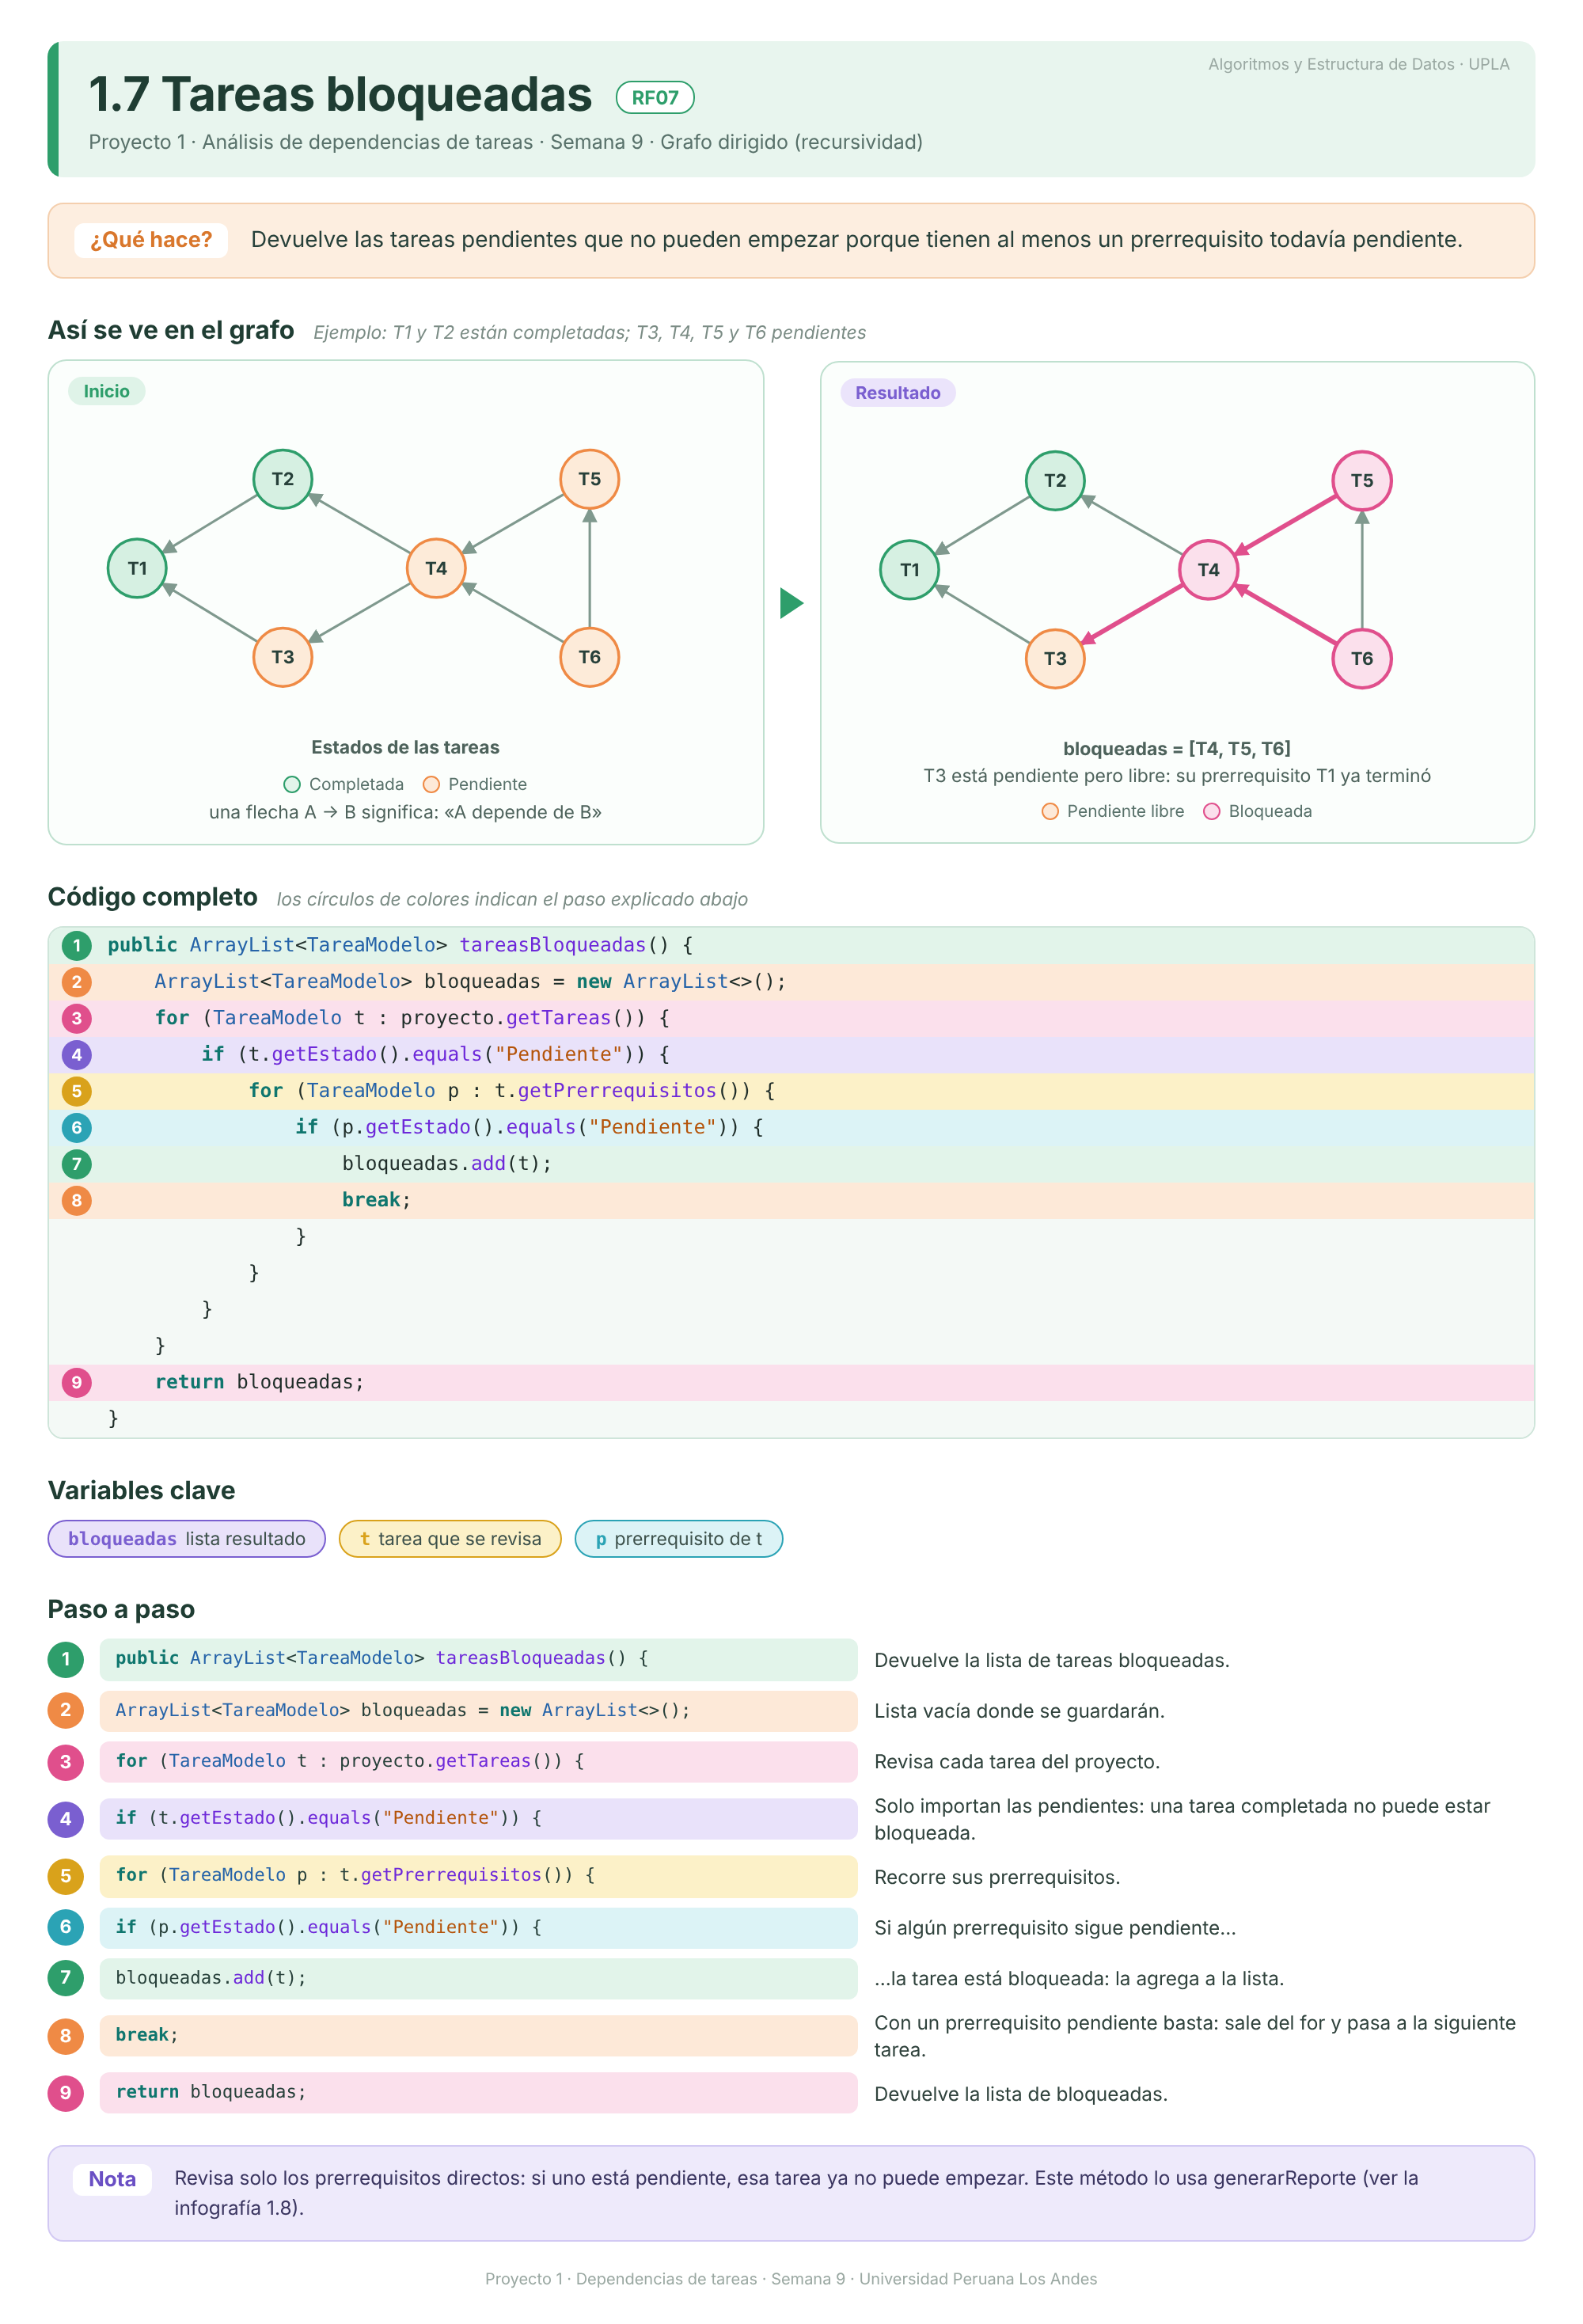 Algoritmos y Estructura de Datos · UPLA
1.7 Tareas bloqueadas RF07
Proyecto 1 · Análisis de dependencias de tareas · Semana 9 · Grafo dirigido (recursividad)
¿Qué hace? Devuelve las tareas pendientes que no pueden empezar porque tienen al menos un prerrequisito todavía pendiente.
Así se ve en el grafo Ejemplo: T1 y T2 están completadas; T3, T4, T5 y T6 pendientes
Inicio
T2 T5
T1 T4
T3 T6
Estados de las tareas
Completada Pendiente
una flecha A → B significa: «A depende de B»
Resultado
T2 T5
T1 T4
T3 T6
bloqueadas = [T4, T5, T6]
T3 está pendiente pero libre: su prerrequisito T1 ya terminó
Pendiente libre Bloqueada
Código completo los círculos de colores indican el paso explicado abajo
1 public ArrayList<TareaModelo> tareasBloqueadas() {
2 ArrayList<TareaModelo> bloqueadas = new ArrayList<>();
3 for (TareaModelo t : proyecto.getTareas()) {
4 if (t.getEstado().equals("Pendiente")) {
5 for (TareaModelo p : t.getPrerrequisitos()) {
6 if (p.getEstado().equals("Pendiente")) {
7 bloqueadas.add(t);
8 break;
}
}
}
}
9 return bloqueadas;
}
Variables clave
bloqueadas lista resultado t tarea que se revisa p prerrequisito de t
Paso a paso
1 public ArrayList<TareaModelo> tareasBloqueadas() { Devuelve la lista de tareas bloqueadas.
2 ArrayList<TareaModelo> bloqueadas = new ArrayList<>(); Lista vacía donde se guardarán.
3 for (TareaModelo t : proyecto.getTareas()) { Revisa cada tarea del proyecto.
4 if (t.getEstado().equals("Pendiente")) { Solo importan las pendientes: una tarea completada no puede estar
bloqueada.
5 for (TareaModelo p : t.getPrerrequisitos()) { Recorre sus prerrequisitos.
6 if (p.getEstado().equals("Pendiente")) { Si algún prerrequisito sigue pendiente...
7 bloqueadas.add(t); ...la tarea está bloqueada: la agrega a la lista.
8 break; Con un prerrequisito pendiente basta: sale del for y pasa a la siguiente
tarea.
9 return bloqueadas; Devuelve la lista de bloqueadas.
Nota Revisa solo los prerrequisitos directos: si uno está pendiente, esa tarea ya no puede empezar. Este método lo usa generarReporte (ver la
infografía 1.8).
Proyecto 1 · Dependencias de tareas · Semana 9 · Universidad Peruana Los Andes